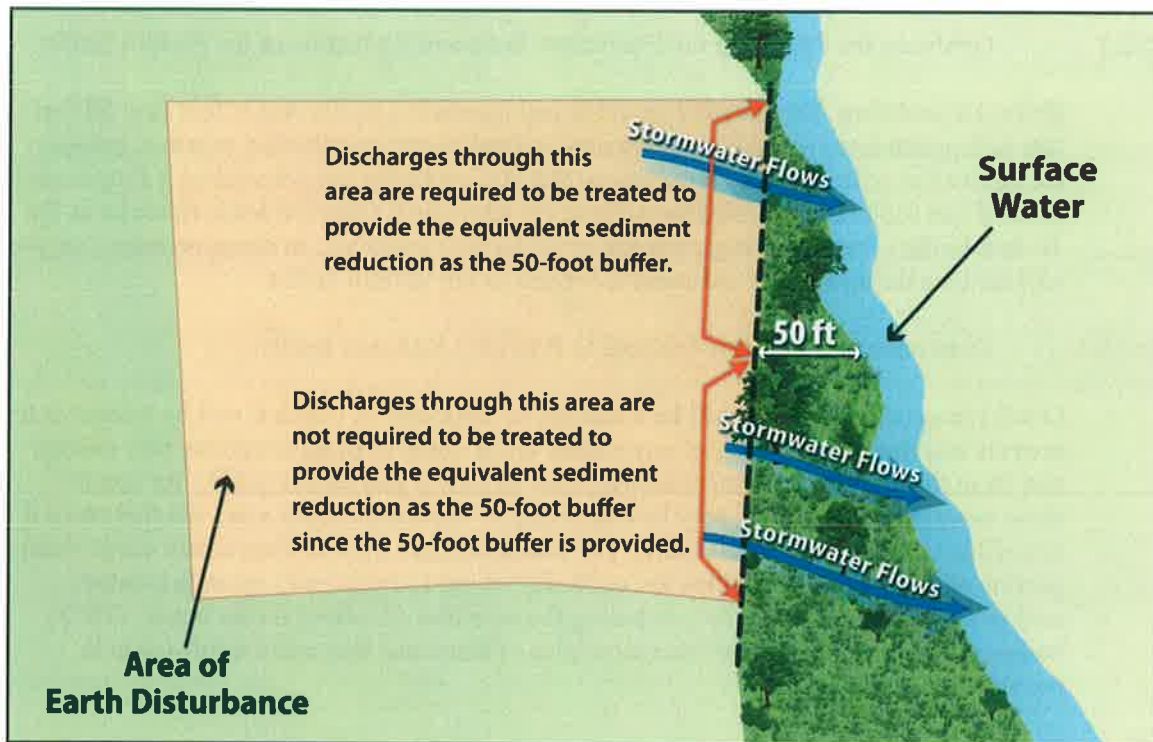 Discharges through this
area are required to be treated to
provide the equivalent sediment
reduction as the 50-foot buffer.
Stormwater Flows
Surface
Water
50 ft
Discharges through this area are
not required to be treated to
provide the equivalent sediment
reduction as the 50-foot buffer
since the 50-foot buffer is provided.
Stormwater Flows
Stormwater Flows
Area of
Earth Disturbance